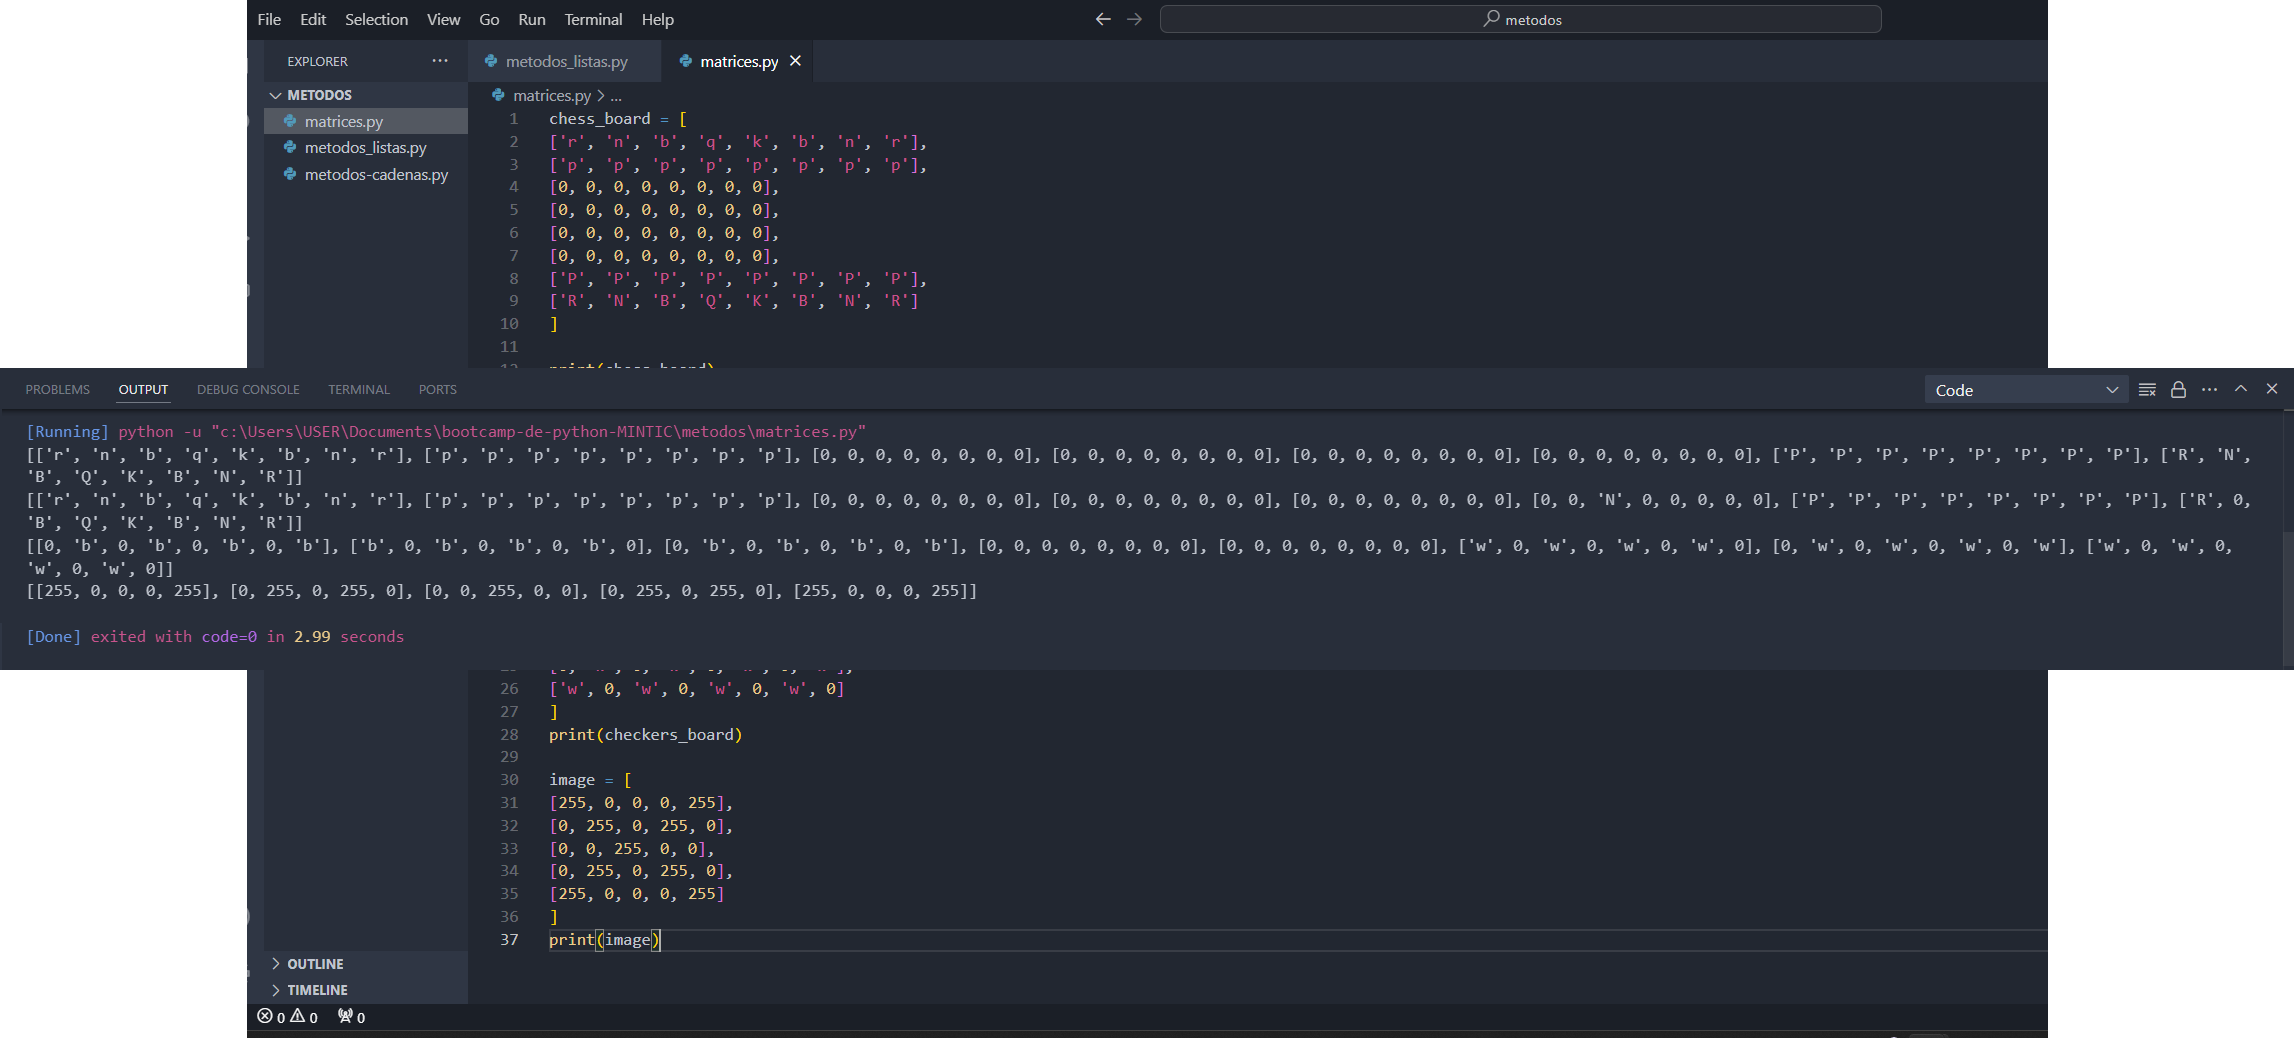 File Edit Selection View Go Run Terminal Help
metodos
EXPLORER
metodos_listas.py
matrices.py
METODOS
matrices.py
metodos_listas.py
metodos-cadenas.py
matrices.py > ...
1 chess_board = [
2 ['r', 'n', 'b', 'q', 'k', 'b', 'n', 'r'],
3 ['p', 'p', 'p', 'p', 'p', 'p', 'p', 'p'],
4 [0, 0, 0, 0, 0, 0, 0, 0],
5 [0, 0, 0, 0, 0, 0, 0, 0],
6 [0, 0, 0, 0, 0, 0, 0, 0],
7 [0, 0, 0, 0, 0, 0, 0, 0],
8 ['P', 'P', 'P', 'P', 'P', 'P', 'P', 'P'],
9 ['R', 'N', 'B', 'Q', 'K', 'B', 'N', 'R']
10 ]
11
12 print(chess_board)
PROBLEMS OUTPUT DEBUG CONSOLE TERMINAL PORTS
Code
[Running] python -u "c:\Users\USER\Documents\bootcamp-de-python-MINTIC\metodos\matrices.py"
[['r', 'n', 'b', 'q', 'k', 'b', 'n', 'r'], ['p', 'p', 'p', 'p', 'p', 'p', 'p', 'p'], [0, 0, 0, 0, 0, 0, 0, 0], [0, 0, 0, 0, 0, 0, 0, 0], [0, 0, 0, 0, 0, 0, 0, 0], [0, 0, 0, 0, 0, 0, 0, 0], ['P', 'P', 'P', 'P', 'P', 'P', 'P', 'P'], ['R', 'N',
'B', 'Q', 'K', 'B', 'N', 'R']]
[['r', 'n', 'b', 'q', 'k', 'b', 'n', 'r'], ['p', 'p', 'p', 'p', 'p', 'p', 'p', 'p'], [0, 0, 0, 0, 0, 0, 0, 0], [0, 0, 0, 0, 0, 0, 0, 0], [0, 0, 0, 0, 0, 0, 0, 0], [0, 0, 'N', 0, 0, 0, 0, 0], ['P', 'P', 'P', 'P', 'P', 'P', 'P', 'P'], ['R', 0,
'B', 'Q', 'K', 'B', 'N', 'R']]
[[0, 'b', 0, 'b', 0, 'b', 0, 'b'], ['b', 0, 'b', 0, 'b', 0, 'b', 0], [0, 'b', 0, 'b', 0, 'b', 0, 'b'], [0, 0, 0, 0, 0, 0, 0, 0], [0, 0, 0, 0, 0, 0, 0, 0], ['w', 0, 'w', 0, 'w', 0, 'w', 0], [0, 'w', 0, 'w', 0, 'w', 0, 'w'], ['w', 0, 'w', 0,
'w', 0, 'w', 0]]
[[255, 0, 0, 0, 255], [0, 255, 0, 255, 0], [0, 0, 255, 0, 0], [0, 255, 0, 255, 0], [255, 0, 0, 0, 255]]
[Done] exited with code=0 in 2.99 seconds
26 ['w', 0, 'w', 0, 'w', 0, 'w', 0]
27 ]
28 print(checkers_board)
29
30 image = [
31 [255, 0, 0, 0, 255],
32 [0, 255, 0, 255, 0],
33 [0, 0, 255, 0, 0],
34 [0, 255, 0, 255, 0],
35 [255, 0, 0, 0, 255]
36 ]
37 print(image)
OUTLINE
TIMELINE
0 0 0